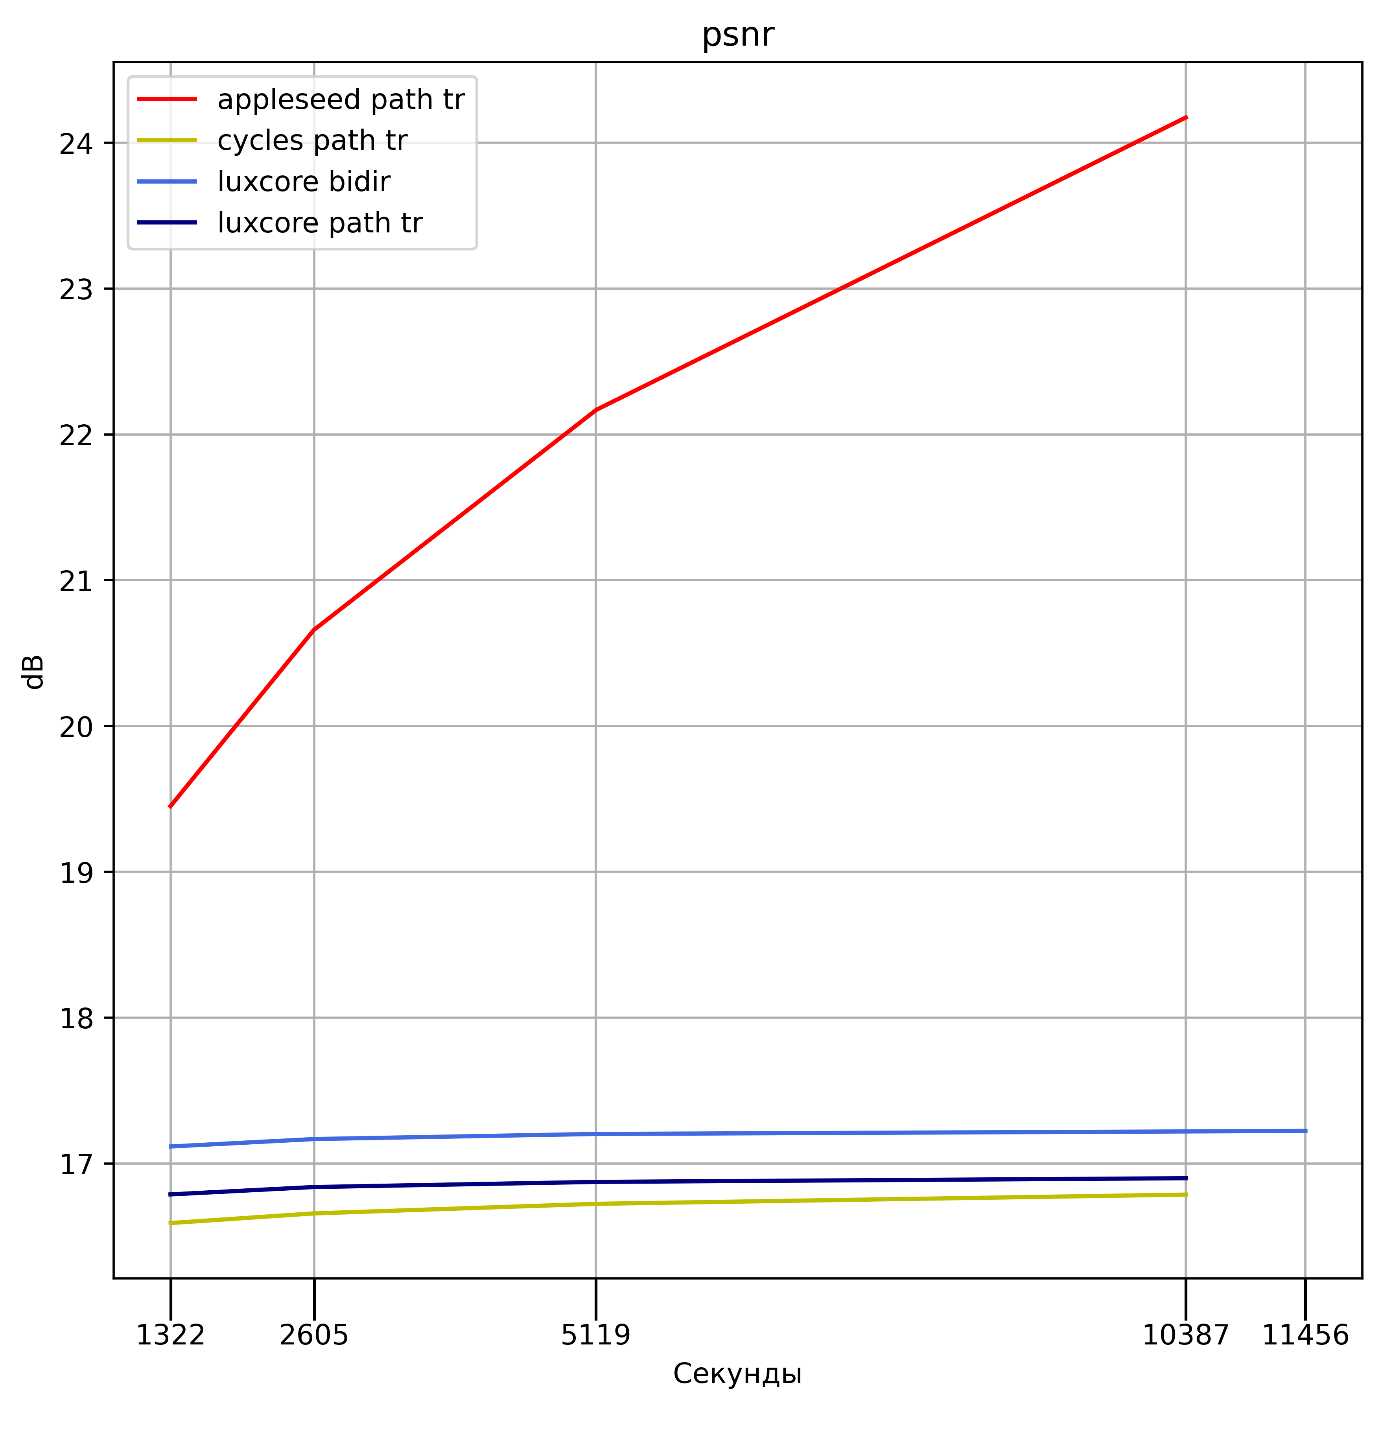 psnr
appleseed path tr
cycles path tr
luxcore bidir
luxcore path tr
24
23
22
21
20
19
18
17
dB
1322 2605 5119 10387 11456
Секунды